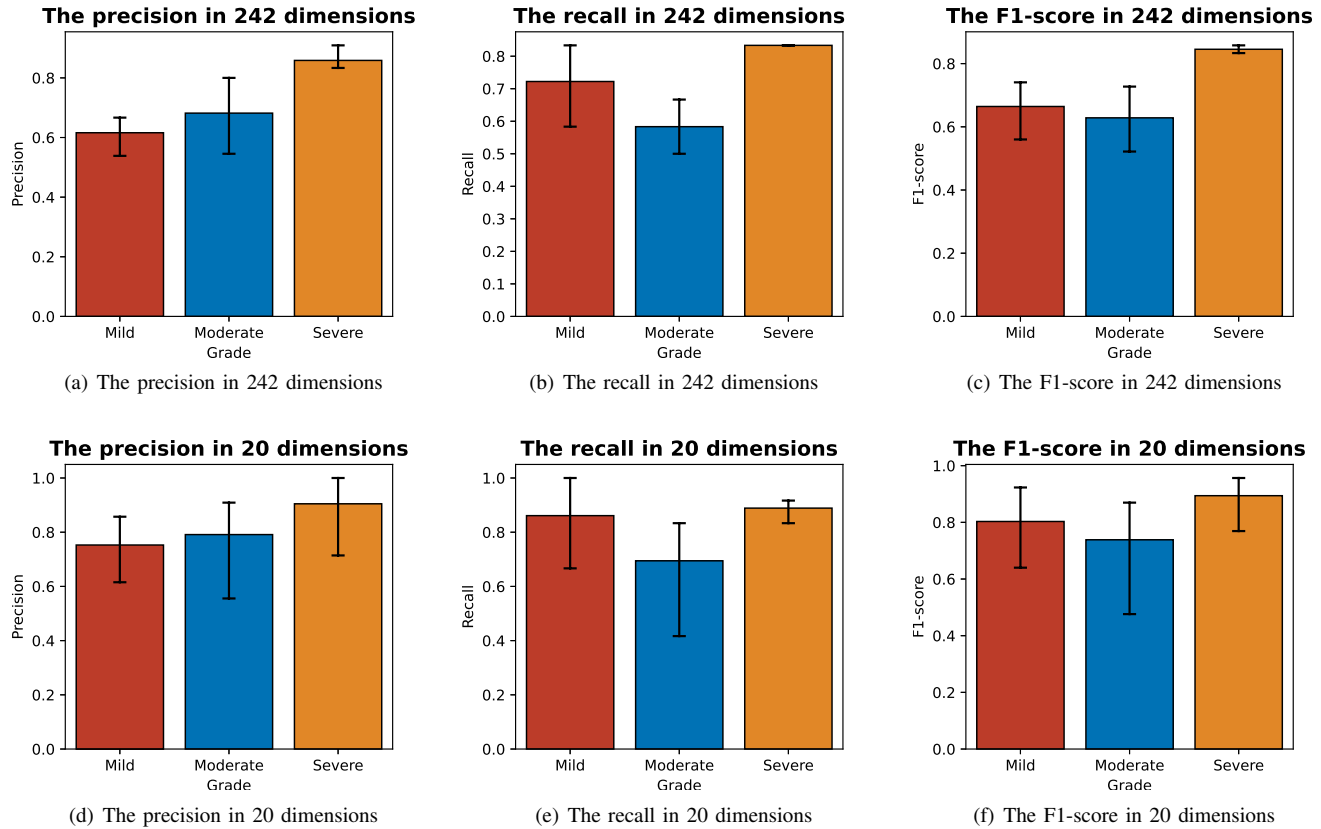 The precision in 242 dimensions
0.8
0.6
0.4
0.2
0.0
Precision
Mild Moderate Severe
Grade
(a) The precision in 242 dimensions
The recall in 242 dimensions
0.8
0.7
0.6
0.5
0.4
0.3
0.2
0.1
0.0
Recall
Mild Moderate Severe
Grade
(b) The recall in 242 dimensions
The F1-score in 242 dimensions
0.8
0.6
0.4
0.2
0.0
F1-score
Mild Moderate Severe
Grade
(c) The F1-score in 242 dimensions
The precision in 20 dimensions
1.0
0.8
0.6
0.4
0.2
0.0
Precision
Mild Moderate Severe
Grade
(d) The precision in 20 dimensions
The recall in 20 dimensions
1.0
0.8
0.6
0.4
0.2
0.0
Recall
Mild Moderate Severe
Grade
(e) The recall in 20 dimensions
The F1-score in 20 dimensions
1.0
0.8
0.6
0.4
0.2
0.0
F1-score
Mild Moderate Severe
Grade
(f) The F1-score in 20 dimensions